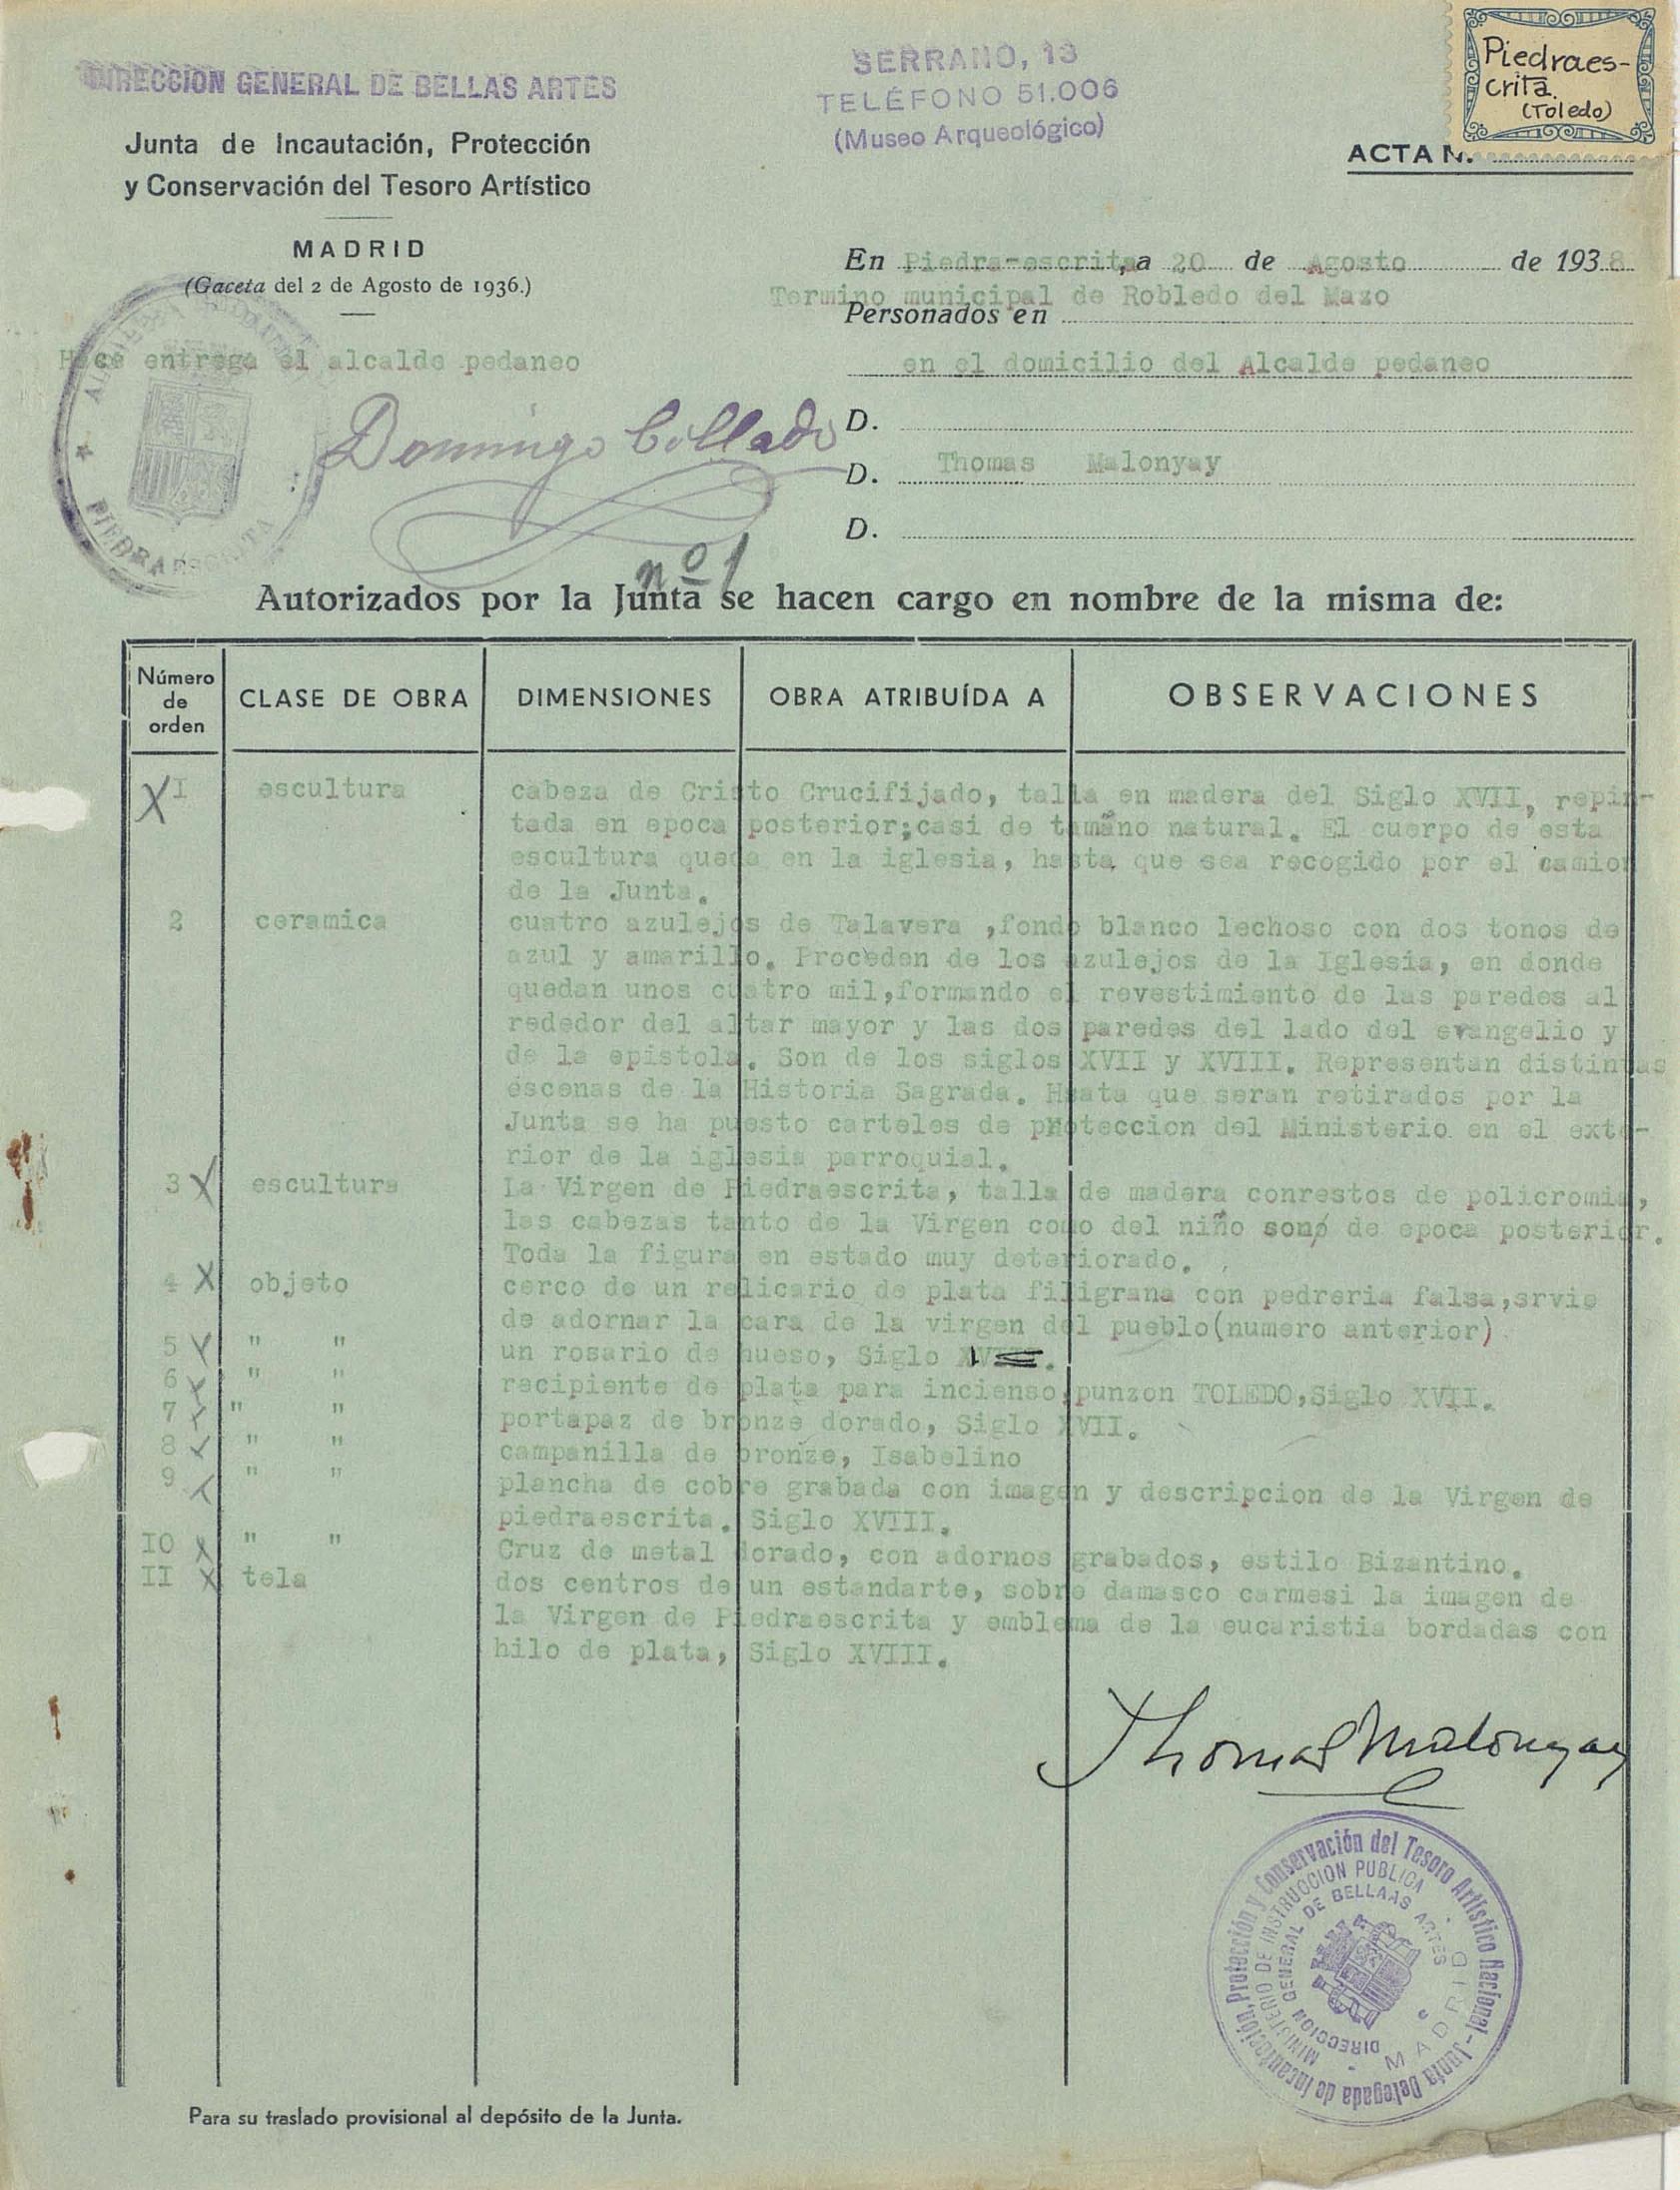 DIRECCION GENERAL DE BELLAS ARTES
SERRANO, 13
TELÉFONO 51.006
(Museo Arqueológico)
Piedraes-
crita.
(Toledo)
ACTA N.
Junta de Incautación, Protección
y Conservación del Tesoro Artístico
MADRID
(Gaceta del 2 de Agosto de 1936.)
En Piedra-escrita, a 20 de Agosto de 1938
Termino municipal de Robledo del Mazo
Personados en
Hace entrega el alcalde pedaneo
en el domicilio del Alcalde pedaneo
PIEDRAESCRITA
Domingo Collado
D.
D. Thomas Malonyay
D.
nº 1
Autorizados por la Junta se hacen cargo en nombre de la misma de:
Número de orden CLASE DE OBRA DIMENSIONES OBRA ATRIBUÍDA A OBSERVACIONES
X I escultura cabeza de Cristo Crucifijado, talla en madera del Siglo XVII, repin-
tada en epoca posterior;casi de tamaño natural. El cuerpo de esta
escultura queda en la iglesia, hasta que sea recogido por el camion
de la Junta.
2 ceramica cuatro azulejos de Talavera ,fondo blanco lechoso con dos tonos de
azul y amarillo. Proceden de los azulejos de la Iglesia, en donde
quedan unos cuatro mil,formando el revestimiento de las paredes al
rededor del altar mayor y las dos paredes del lado del evangelio y
de la epistola. Son de los siglos XVII y XVIII. Representan distintas
escenas de la Historia Sagrada. Hsata que seran retirados por la
Junta se ha puesto carteles de proteccion del Ministerio en el exte-
rior de la iglesia parroquial.
3 X escultura La Virgen de Piedraescrita, talla de madera conrestos de policromia,
las cabezas tanto de la Virgen como del niño son de epoca posterior.
Toda la figura en estado muy deteriorado.
4 X objeto cerco de un relicario de plata filigrana con pedreria falsa,srvio
de adornar la cara de la virgen del pueblo(numero anterior)
5 X " " un rosario de hueso, Siglo
6 X " " recipiente de plata para incienso,punzon TOLEDO,Siglo XVII.
7 X " " portapaz de bronze dorado, Siglo XVII.
8 X " " campanilla de bronze, Isabelino
9 X " " plancha de cobre grabada con imagen y descripcion de la Virgen de
piedraescrita. Siglo XVIII.
IO X " " Cruz de metal dorado, con adornos grabados, estilo Bizantino.
II X tela dos centros de un estandarte, sobre damasco carmesi la imagen de
la Virgen de Piedraescrita y emblema de la eucaristia bordadas con
hilo de plata, Siglo XVIII.
Thomas Malonyay
Junta Delegada de Incautación, Protección y Conservación del Tesoro Artístico Nacional -
MINISTERIO DE INSTRUCCION PUBLICA
DIRECCION GENERAL DE BELLAAS ARTES
MADRID
Para su traslado provisional al depósito de la Junta.